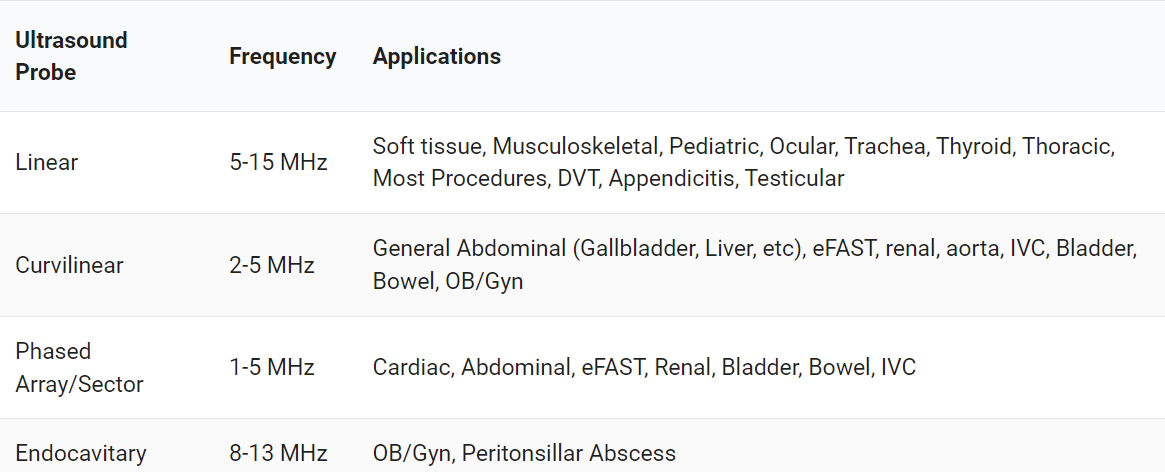 Ultrasound
Probe
Frequency
Applications
Linear
5-15 MHz
Soft tissue, Musculoskeletal, Pediatric, Ocular, Trachea, Thyroid, Thoracic,
Most Procedures, DVT, Appendicitis, Testicular
Curvilinear
2-5 MHz
General Abdominal (Gallbladder, Liver, etc), eFAST, renal, aorta, IVC, Bladder,
Bowel, OB/Gyn
Phased
Array/Sector
1-5 MHz
Cardiac, Abdominal, eFAST, Renal, Bladder, Bowel, IVC
Endocavitary
8-13 MHz
OB/Gyn, Peritonsillar Abscess